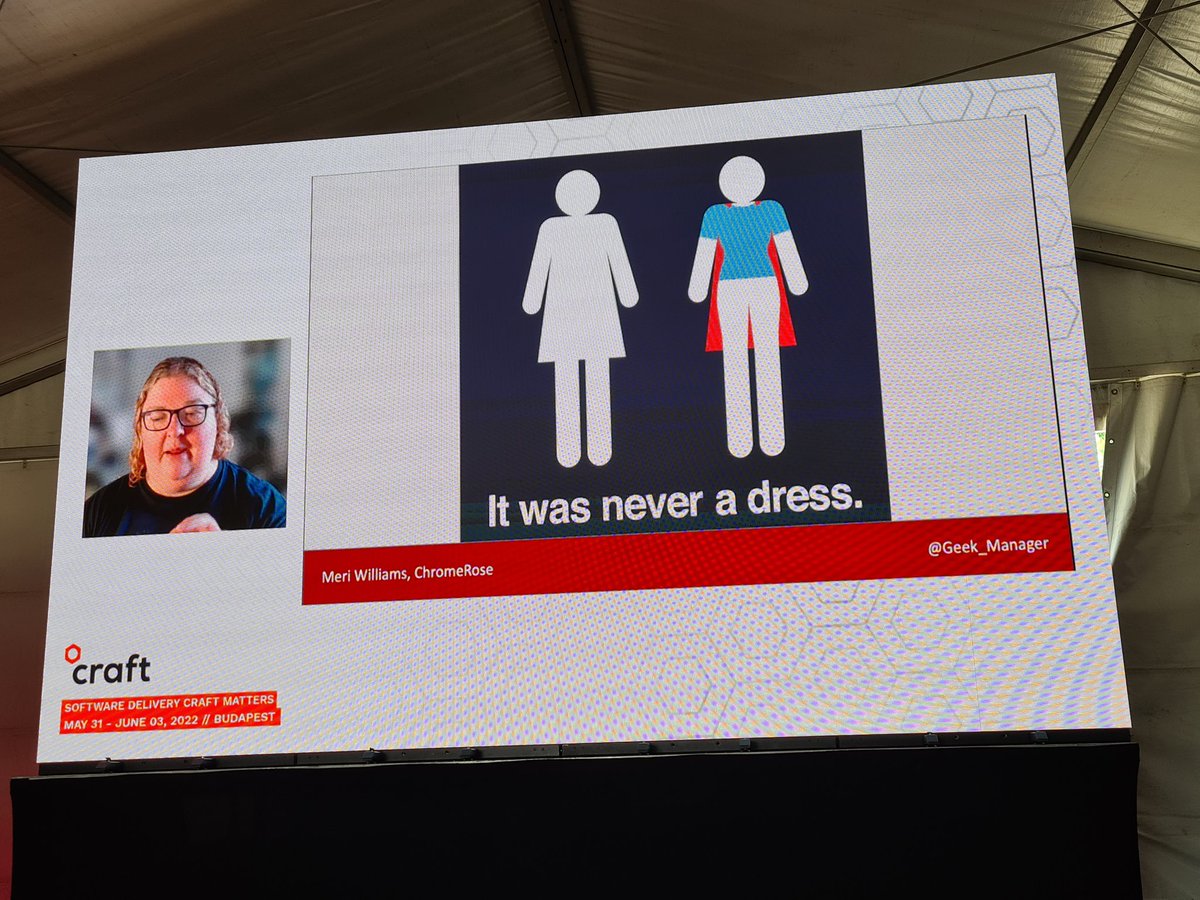 It was never a dress.
Meri Williams, ChromeRose
@Geek_Manager
craft
SOFTWARE DELIVERY CRAFT MATTERS
MAY 31 - JUNE 03, 2022 // BUDAPEST